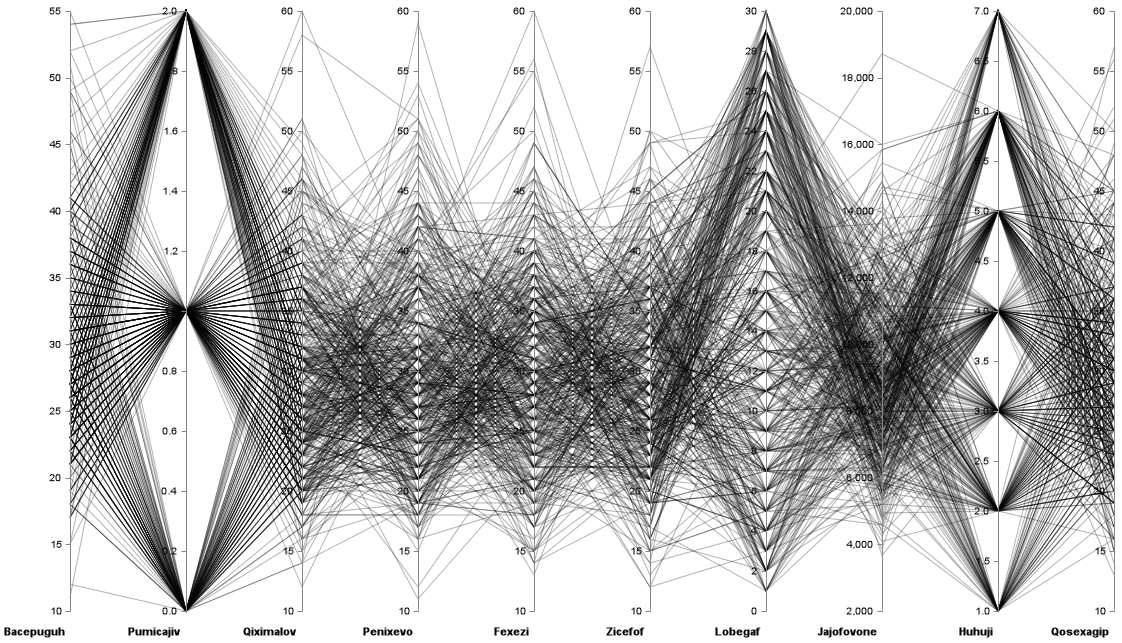 55 2.0 60 60 60 60 30 20,000 7.0 60
50 1.8 55 55 55 55 28 18,000 6.5 55
45 1.6 50 50 50 50 26 16,000 6.0 50
40 1.4 45 45 45 45 24 14,000 5.5 45
35 1.2 40 40 40 40 22 12,000 5.0 40
30 35 35 35 35 20 10,000 4.5 35
25 0.8 30 30 30 30 18 8,000 4.0 30
20 0.6 25 25 25 25 16 6,000 3.5 25
15 0.4 20 20 20 20 14 4,000 3.0 20
10 0.2 15 15 15 15 12 2,000 2.5 15
0.0 10 10 10 10 10 2.0 10
8 1.5
6 1.0
4
2
0
Bacepuguh Pumicajiv Qiximalov Penixevo Fexezi Zicefof Lobegaf Jajofovone Huhuji Qosexagip